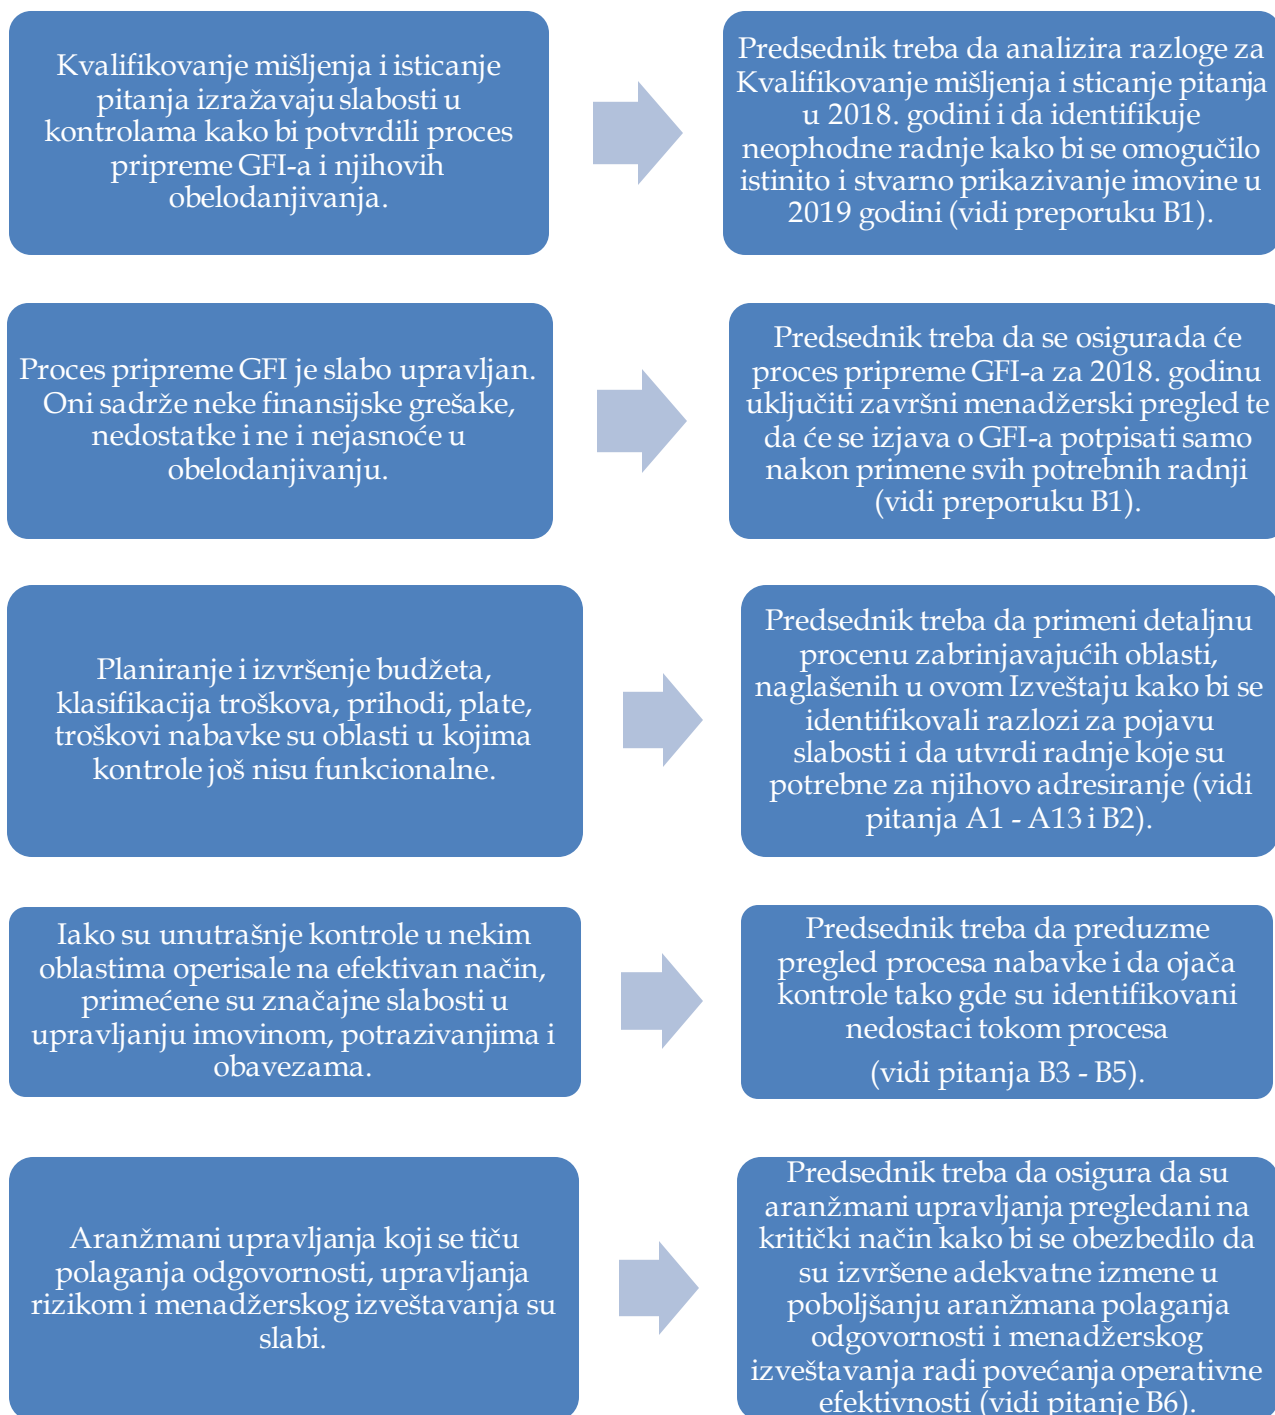 Kvalifikovanje mišljenja i isticanje
pitanja izražavaju slabosti u
kontrolama kako bi potvrdili proces
pripreme GFI-a i njihovih
obelodanjivanja.
Predsednik treba da analizira razloge za
Kvalifikovanje mišljenja i sticanje pitanja
u 2018. godini i da identifikuje
neophodne radnje kako bi se omogučilo
istinito i stvarno prikazivanje imovine u
2019 godini (vidi preporuku B1).
Proces pripreme GFI je slabo upravljan.
Oni sadrže neke finansijske grešake,
nedostatke i ne i nejasnoće u
obelodanjivanju.
Predsednik treba da se osigurada će
proces pripreme GFI-a za 2018. godinu
uključiti završni menadžerski pregled te
da će se izjava o GFI-a potpisati samo
nakon primene svih potrebnih radnji
(vidi preporuku B1).
Planiranje i izvršenje budžeta,
klasifikacija troškova, prihodi, plate,
troškovi nabavke su oblasti u kojima
kontrole još nisu funkcionalne.
Predsednik treba da primeni detaljnu
procenu zabrinjavajućih oblasti,
naglašenih u ovom Izveštaju kako bi se
identifikovali razlozi za pojavu
slabosti i da utvrdi radnje koje su
potrebne za njihovo adresiranje (vidi
pitanja A1 - A13 i B2).
Iako su unutrašnje kontrole u nekim
oblastima operisale na efektivan način,
primećene su značajne slabosti u
upravljanju imovinom, potrazivanjima i
obavezama.
Predsednik treba da preduzme
pregled procesa nabavke i da ojača
kontrole tako gde su identifikovani
nedostaci tokom procesa
(vidi pitanja B3 - B5).
Aranžmani upravljanja koji se tiču
polaganja odgovornosti, upravljanja
rizikom i menadžerskog izveštavanja su
slabi.
Predsednik treba da osigura da su
aranžmani upravljanja pregledani na
kritički način kako bi se obezbedilo da
su izvršene adekvatne izmene u
poboljšanju aranžmana polaganja
odgovornosti i menadžerskog
izveštavanja radi povećanja operativne
efektivnosti (vidi pitanje B6).